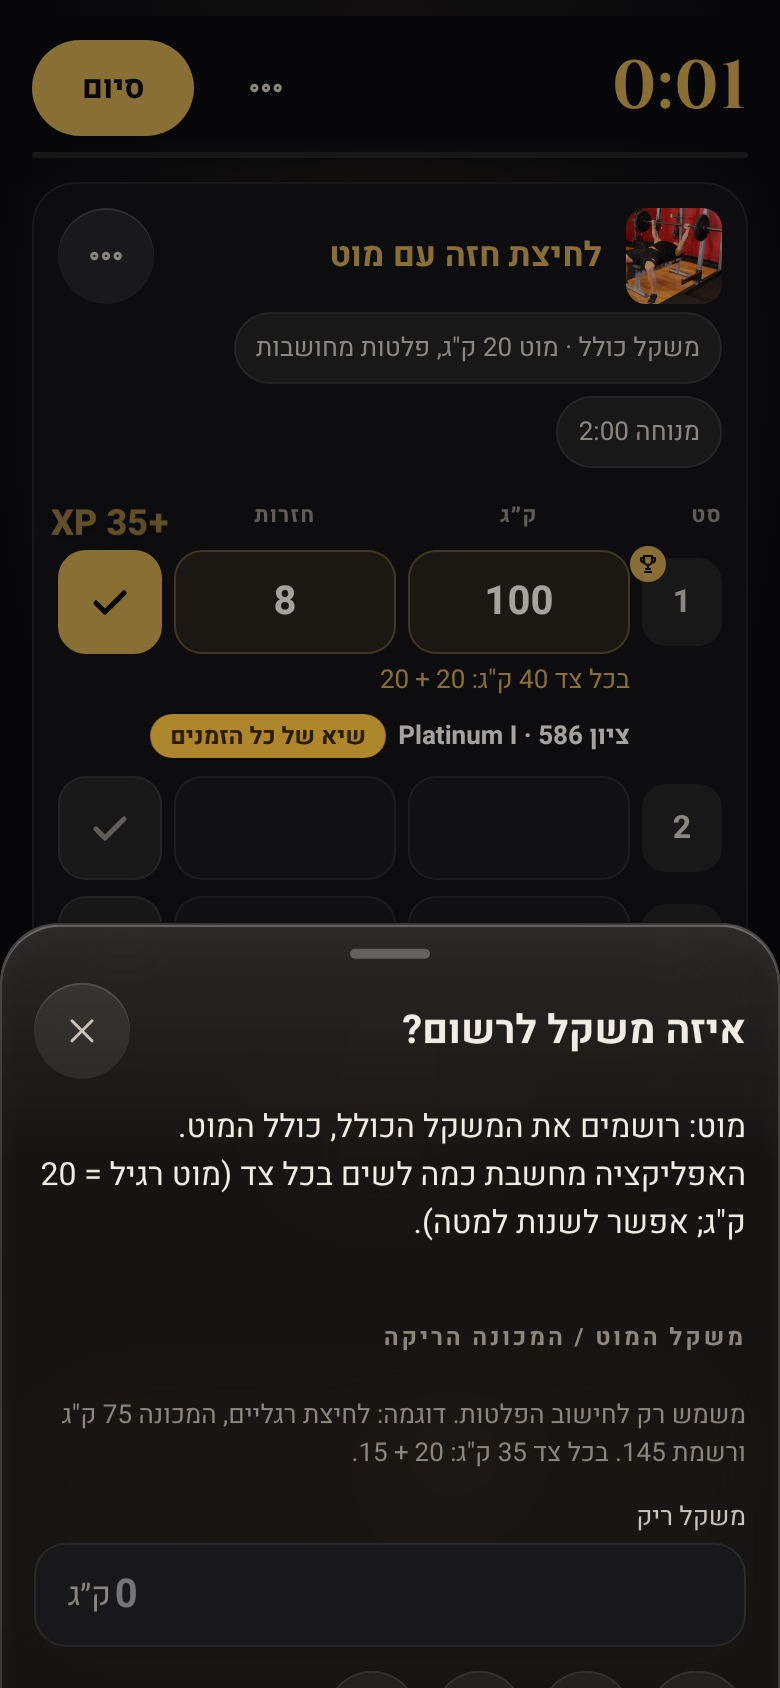 0:01
סיום
לחיצת חזה עם מוט
משקל כולל · מוט 20 ק"ג, פלטות מחושבות
מנוחה 2:00
סט
ק״ג
חזרות
+35 XP
1
100
8
בכל צד 40 ק"ג: 20 + 20
ציון 586 · Platinum I
שיא של כל הזמנים
2
איזה משקל לרשום?
מוט: רושמים את המשקל הכולל, כולל המוט.
האפליקציה מחשבת כמה לשים בכל צד (מוט רגיל = 20
ק"ג; אפשר לשנות למטה).
משקל המוט / המכונה הריקה
משמש רק לחישוב הפלטות. דוגמה: לחיצת רגליים, המכונה 75 ק"ג
ורשמת 145. בכל צד 35 ק"ג: 20 + 15.
משקל ריק
0 ק״ג